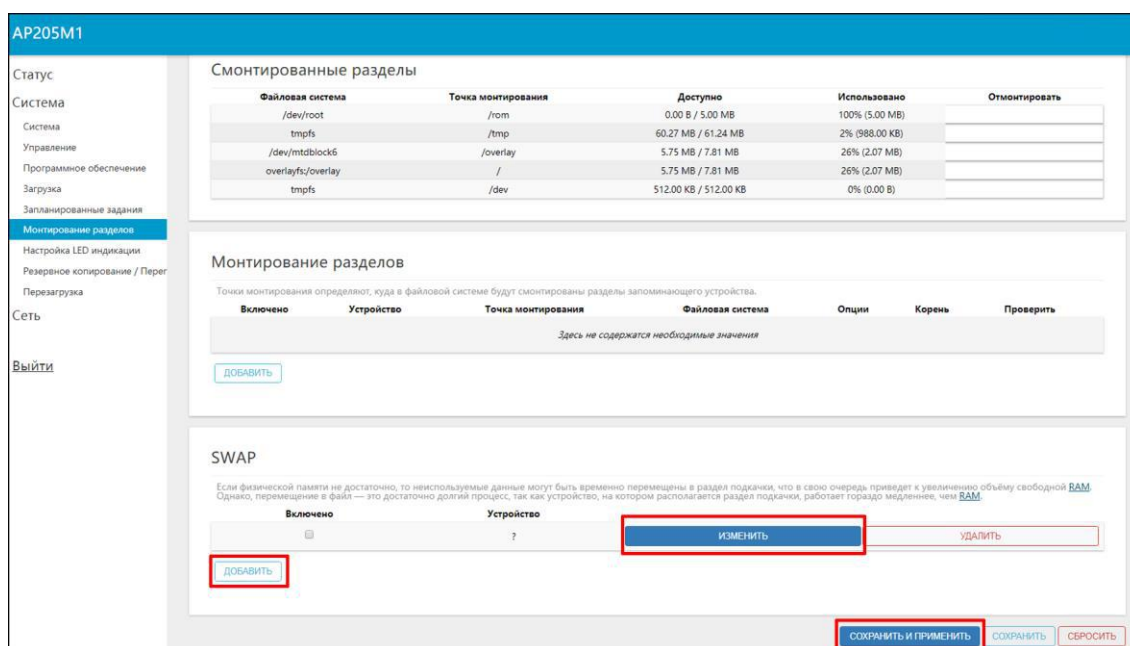 AP205M1
Статус
Система
Система
Управление
Программное обеспечение
Загрузка
Запланированные задания
Монтирование разделов
Настройка LED индикации
Резервное копирование / Перег
Перезагрузка
Сеть
Выйти
Смонтированные разделы
Файловая система Точка монтирования Доступно Использовано Отмонтировать
/dev/root /rom 0.00 B / 5.00 MB 100% (5.00 MB)
tmpfs /tmp 60.27 MB / 61.24 MB 2% (988.00 KB)
/dev/mtdblock6 /overlay 5.75 MB / 7.81 MB 26% (2.07 MB)
overlayfs:/overlay / 5.75 MB / 7.81 MB 26% (2.07 MB)
tmpfs /dev 512.00 KB / 512.00 KB 0% (0.00 B)
Монтирование разделов
Точки монтирования определяют, куда в файловой системе будут смонтированы разделы запоминающего устройства.
Включено Устройство Точка монтирования Файловая система Опции Корень Проверить
Здесь не содержатся необходимые значения
ДОБАВИТЬ
SWAP
Если физической памяти не достаточно, то неиспользуемые данные могут быть временно перемещены в раздел подкачки, что в свою очередь приведет к увеличению объёму свободной RAM.
Однако, перемещение в файл — это достаточно долгий процесс, так как устройство, на котором располагается раздел подкачки, работает гораздо медленнее, чем RAM.
Включено Устройство
? ИЗМЕНИТЬ УДАЛИТЬ
ДОБАВИТЬ
СОХРАНИТЬ И ПРИМЕНИТЬ СОХРАНИТЬ СБРОСИТЬ